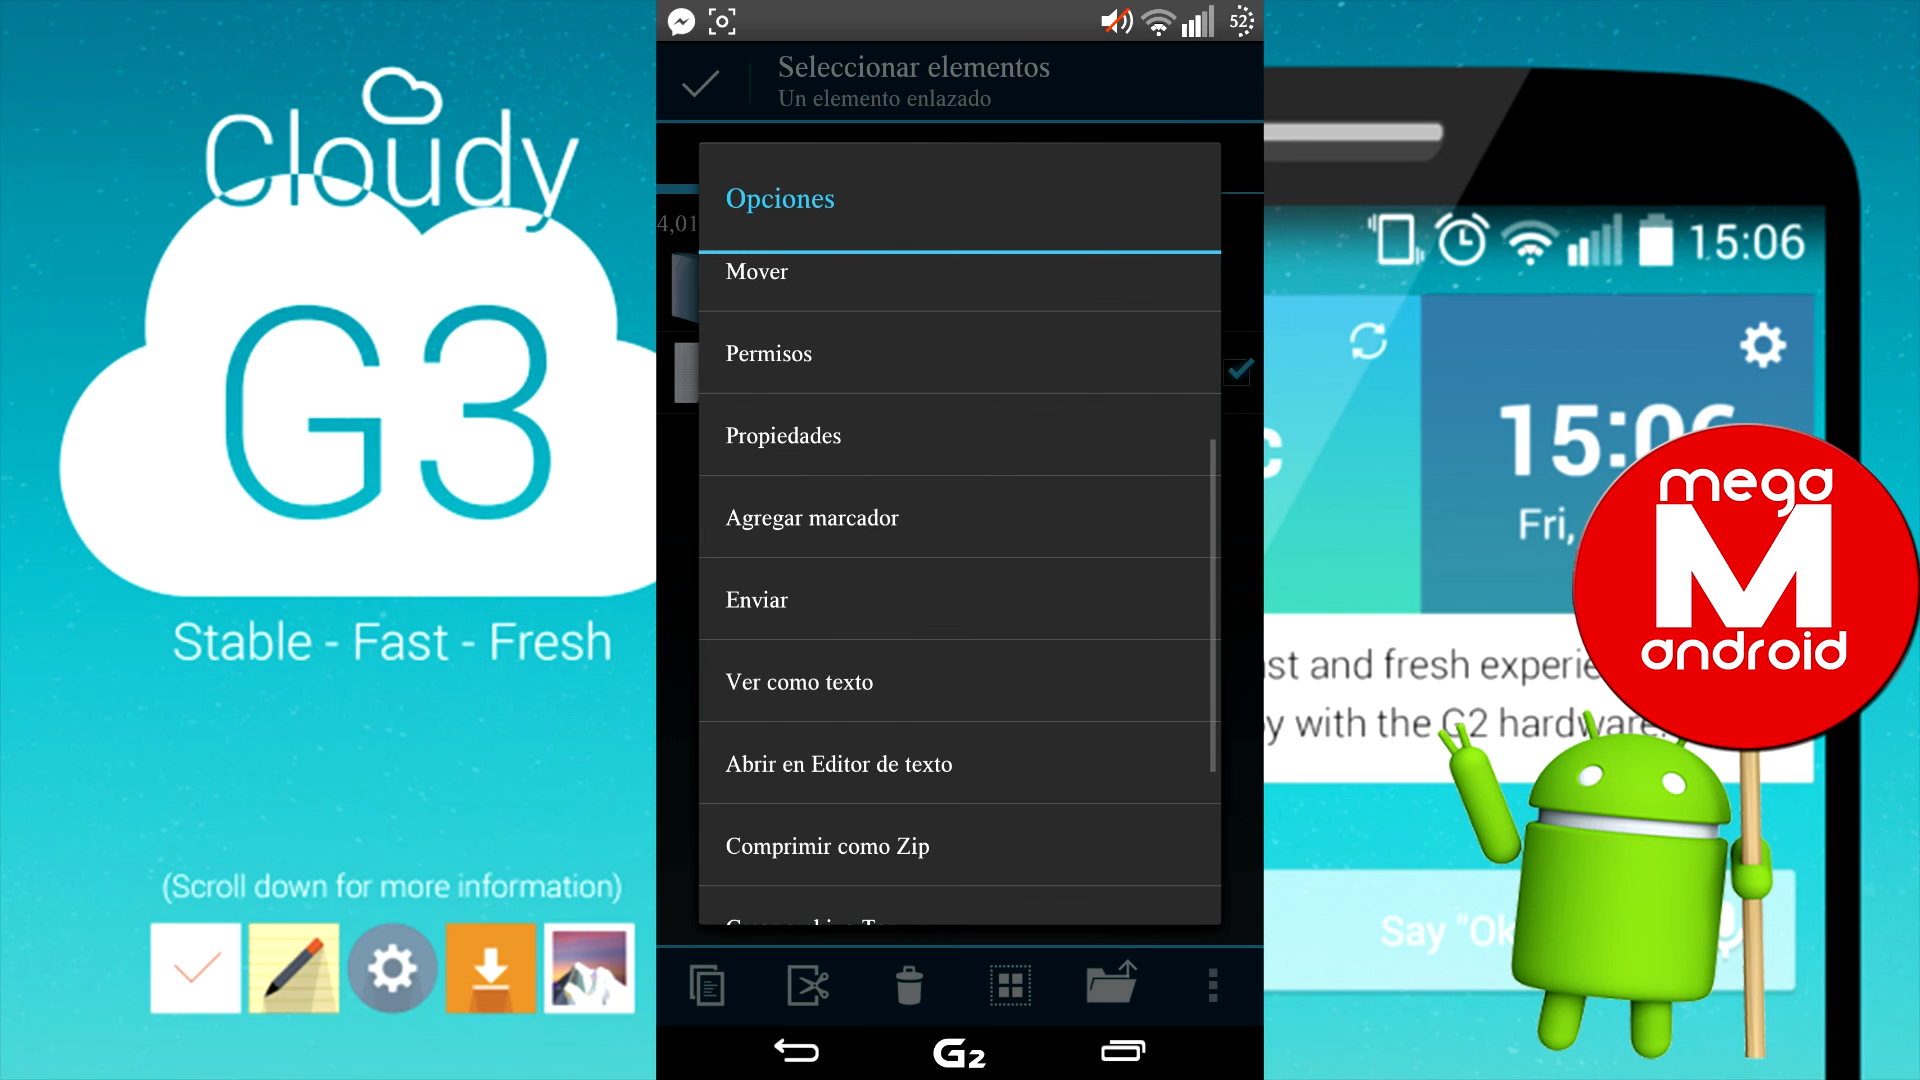 Cloudy
G3
Stable - Fast - Fresh
(Scroll down for more information)
52
Seleccionar elementos
Un elemento enlazado
4,01
Opciones
Mover
Permisos
Propiedades
Agregar marcador
Enviar
Ver como texto
Abrir en Editor de texto
Comprimir como Zip
G2
15:06
15:06
Fri,
st and fresh experie
y with the G2 hardware.
Say "Ok
mega
M
android